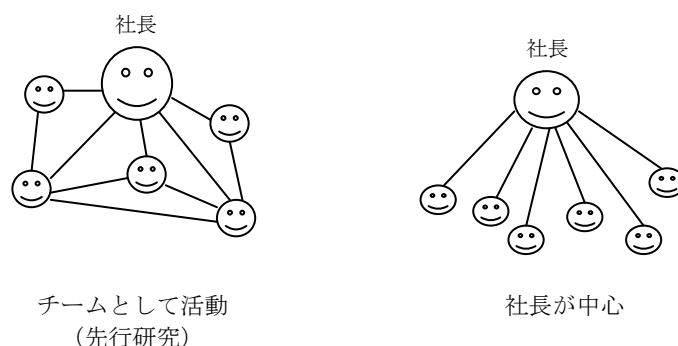 社長
社長
チームとして活動
（先行研究）
社長が中心